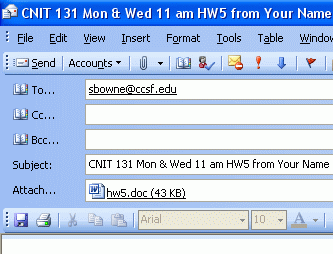 CNIT 131 Mon & Wed 11 am HW5 from Your Name
File Edit View Insert Format Tools Table Window
Send Accounts
To... sbowne@ccsf.edu
Cc...
Bcc...
Subject: CNIT 131 Mon & Wed 11 am HW5 from Your Name
Attach... hw5.doc (43 KB)
Arial 10 A